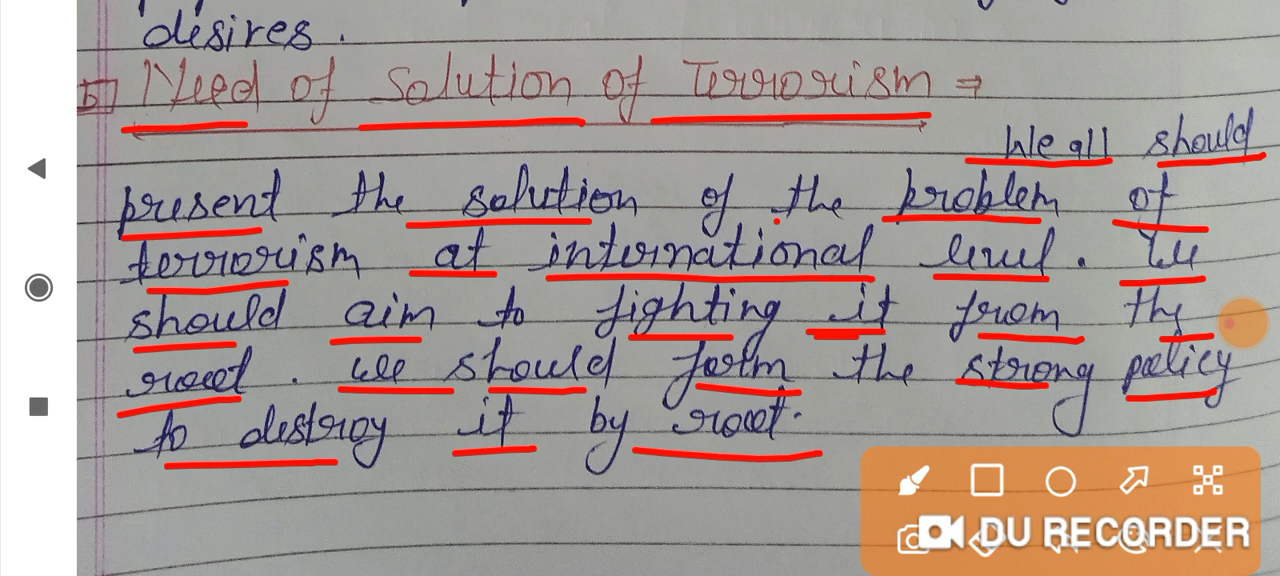 desires.
5] Need of Solution of Terrorism ⇒
We all should
present the solution of the problem of
terrorism at international level. We
should aim to fighting it from the
root. we should form the strong policy
to destroy it by root.
DU RECORDER